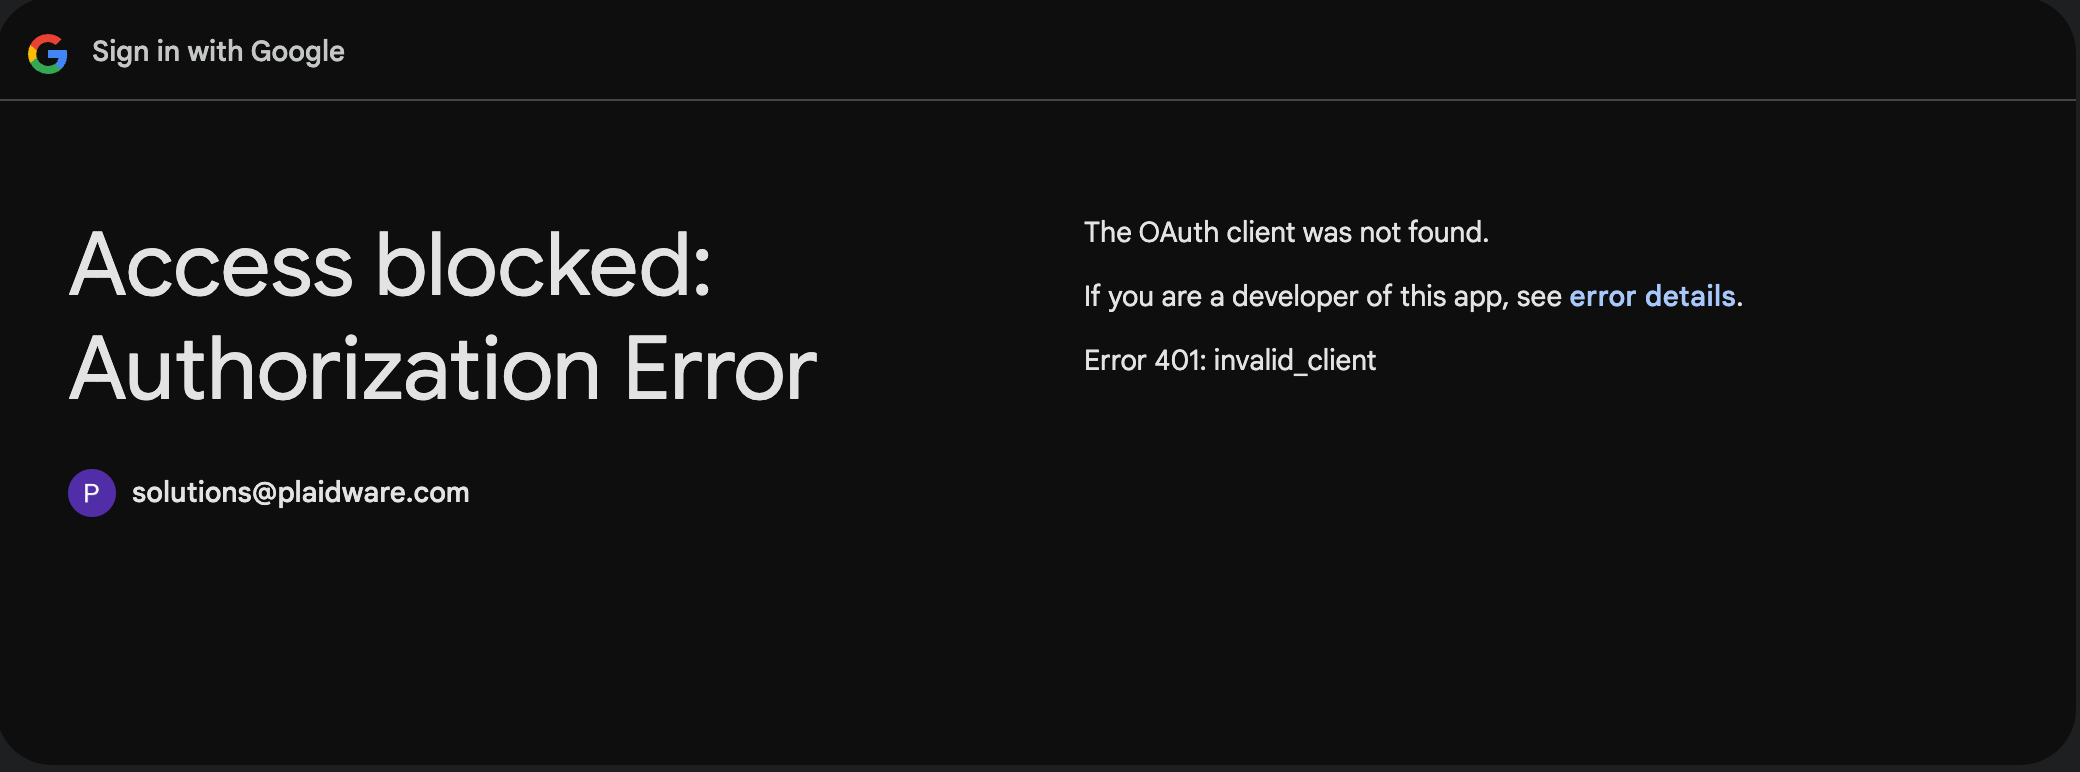 Sign in with Google
Access blocked:
Authorization Error
P solutions@plaidware.com
The OAuth client was not found.
If you are a developer of this app, see error details.
Error 401: invalid_client